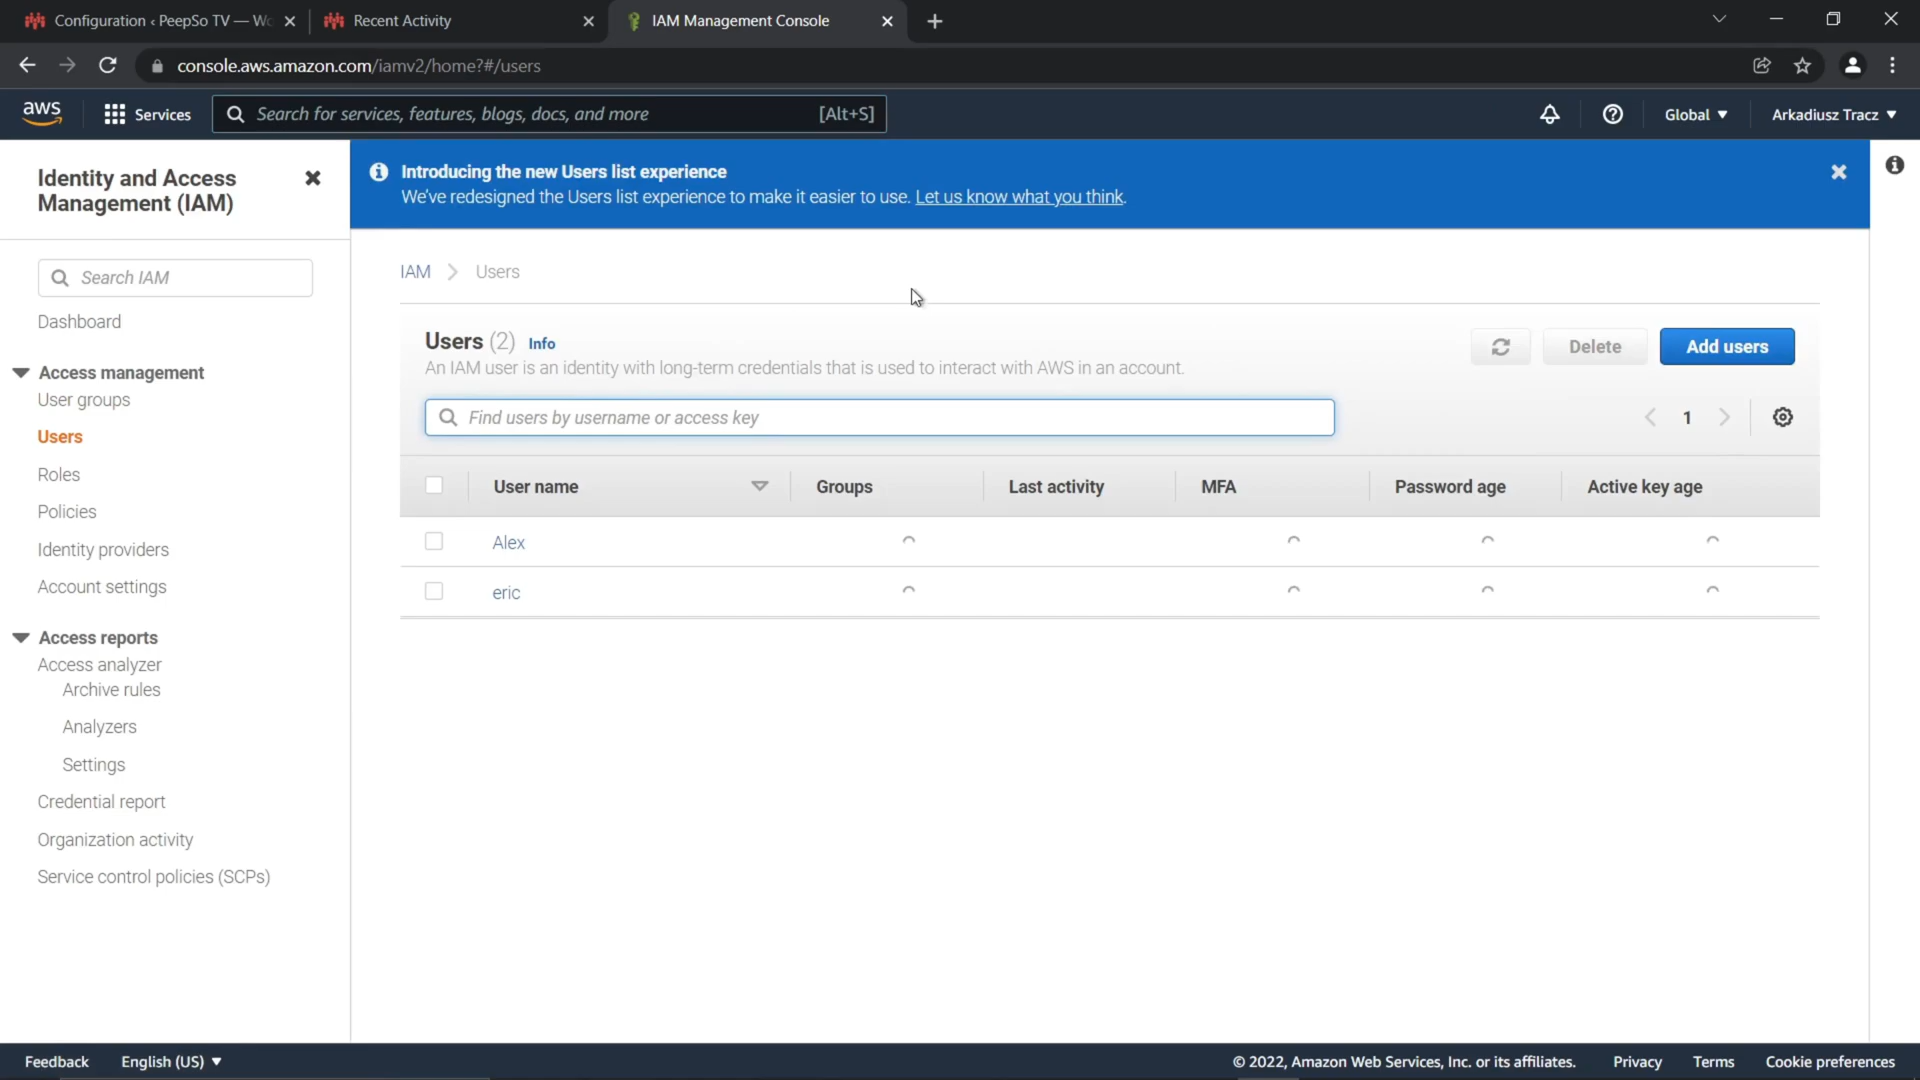 Configuration ‹ PeepSo TV — Wo
Recent Activity
IAM Management Console
console.aws.amazon.com/iamv2/home?#/users
aws
Services
Search for services, features, blogs, docs, and more
[Alt+S]
Global
Arkadiusz Tracz
Identity and Access
Management (IAM)
Introducing the new Users list experience
We've redesigned the Users list experience to make it easier to use. Let us know what you think.
Search IAM
Dashboard
Access management
User groups
Users
Roles
Policies
Identity providers
Account settings
Access reports
Access analyzer
Archive rules
Analyzers
Settings
Credential report
Organization activity
Service control policies (SCPs)
IAM > Users
Users (2) Info
An IAM user is an identity with long-term credentials that is used to interact with AWS in an account.
Delete
Add users
Find users by username or access key
1
User name
Groups
Last activity
MFA
Password age
Active key age
Alex
eric
Feedback
English (US)
© 2022, Amazon Web Services, Inc. or its affiliates.
Privacy
Terms
Cookie preferences